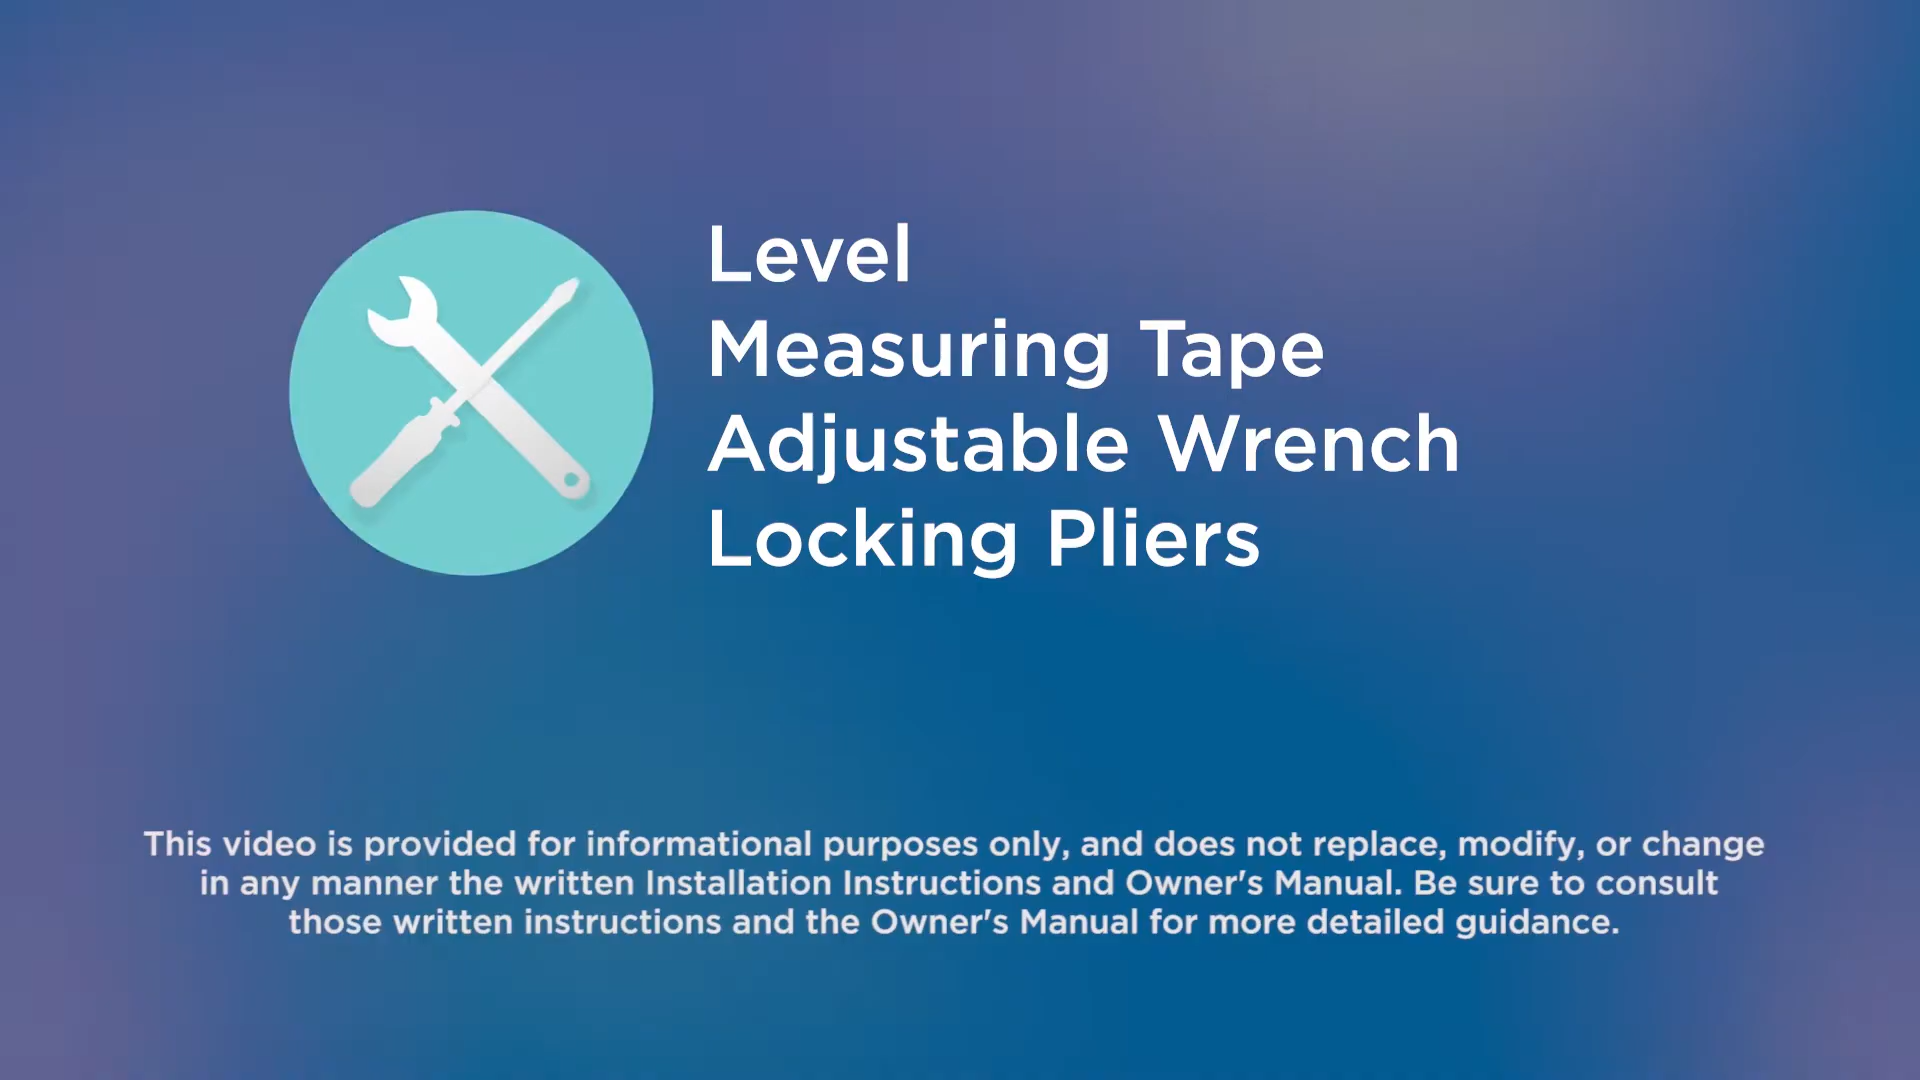 Level
Measuring Tape
Adjustable Wrench
Locking Pliers
This video is provided for informational purposes only, and does not replace, modify, or change
in any manner the written Installation Instructions and Owner's Manual. Be sure to consult
those written instructions and the Owner's Manual for more detailed guidance.